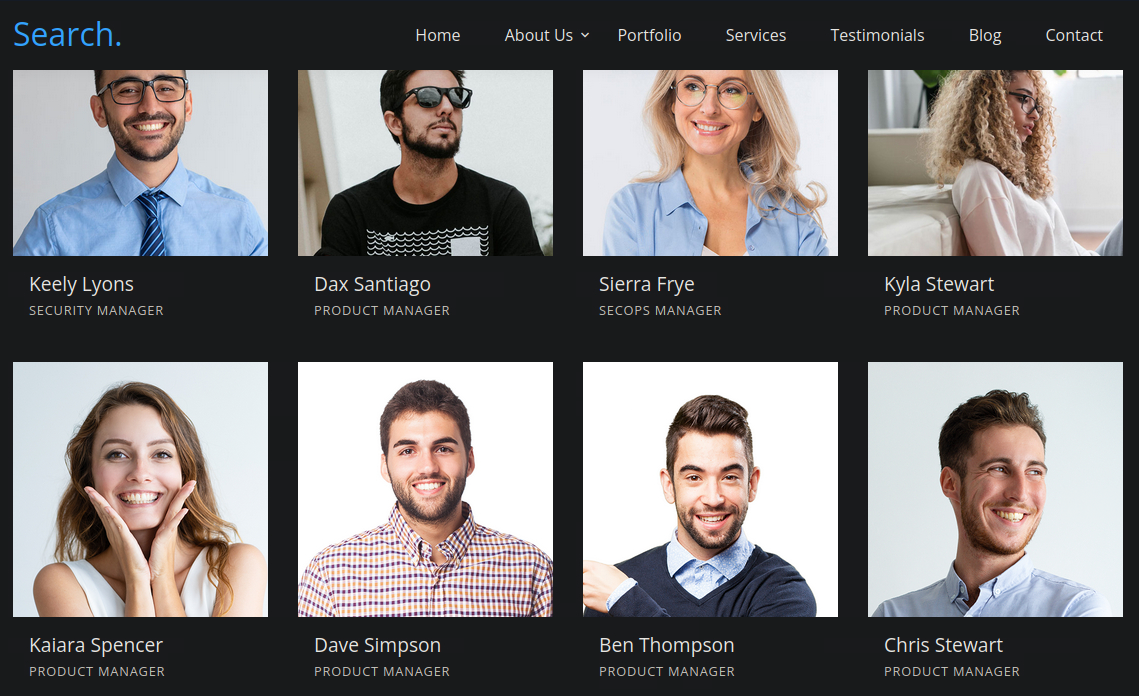 Search.
Home About Us Portfolio Services Testimonials Blog Contact
Keely Lyons Dax Santiago Sierra Frye Kyla Stewart
SECURITY MANAGER PRODUCT MANAGER SECOPS MANAGER PRODUCT MANAGER
Kaiara Spencer Dave Simpson Ben Thompson Chris Stewart
PRODUCT MANAGER PRODUCT MANAGER PRODUCT MANAGER PRODUCT MANAGER